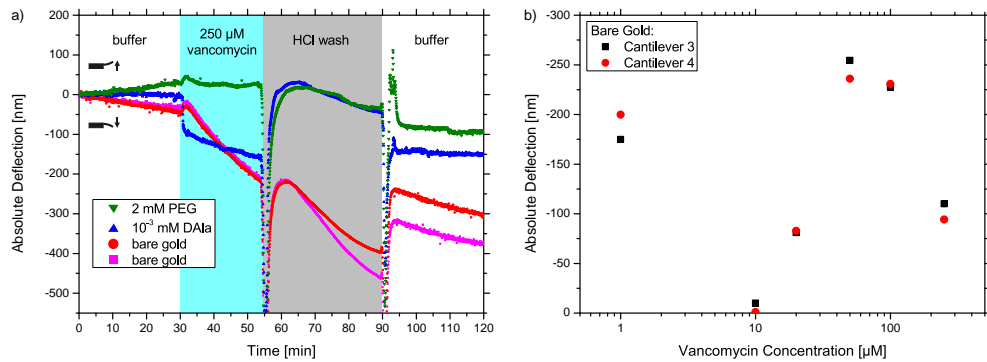 a)
buffer
250 µM
vancomycin
HCl wash
buffer
Absolute Deflection [nm]
200
100
0
-100
-200
-300
-400
-500
2 mM PEG
10⁻³ mM DAla
bare gold
bare gold
0 10 20 30 40 50 60 70 80 90 100 110 120
Time [min]
b)
Absolute Deflection [nm]
-300
-250
-200
-150
-100
-50
0
Bare Gold:
Cantilever 3
Cantilever 4
1 10 100
Vancomycin Concentration [µM]